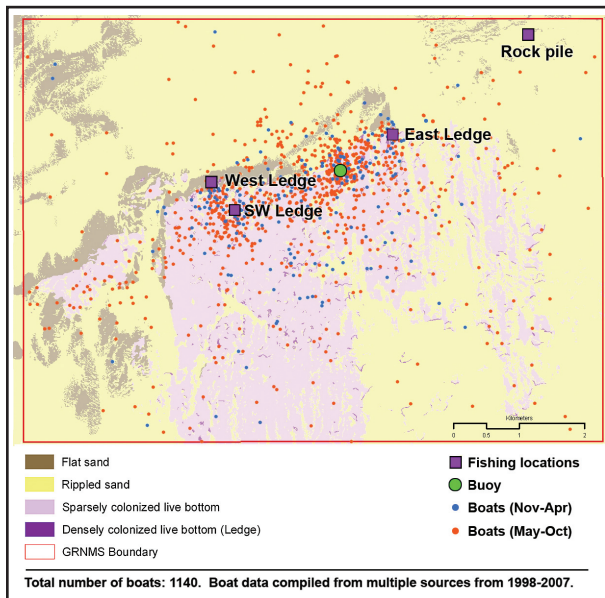 Rock pile
East Ledge
West Ledge
SW Ledge
Kilometers
0 0.5 1 2
Flat sand
Rippled sand
Sparsely colonized live bottom
Densely colonized live bottom (Ledge)
GRNMS Boundary
Fishing locations
Buoy
Boats (Nov-Apr)
Boats (May-Oct)
Total number of boats: 1140. Boat data compiled from multiple sources from 1998-2007.